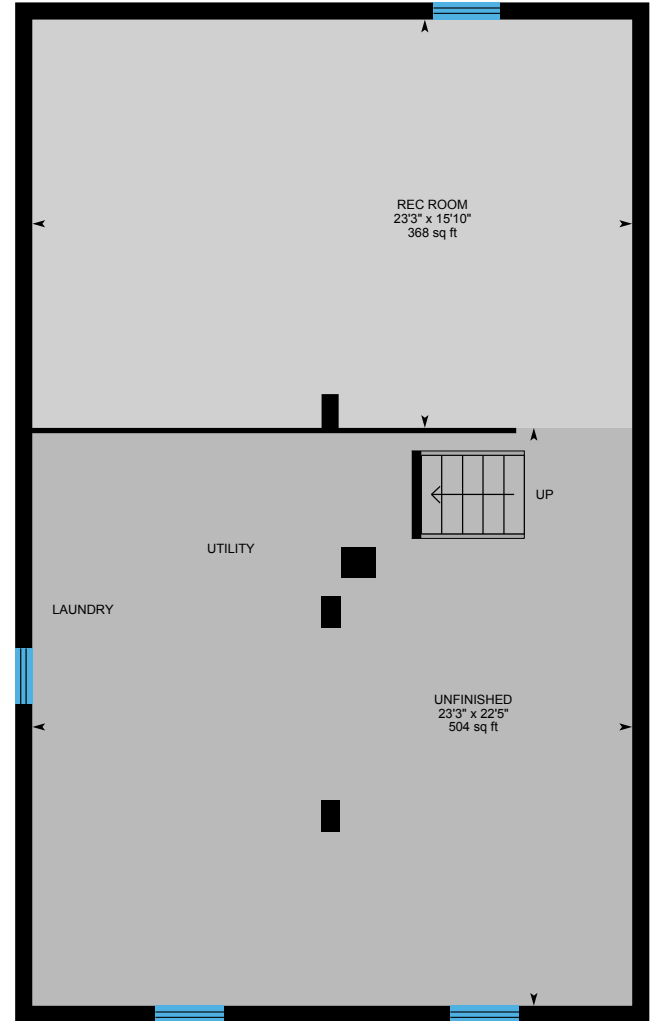 REC ROOM
23'3" x 15'10"
368 sq ft
UP
UTILITY
LAUNDRY
UNFINISHED
23'3" x 22'5"
504 sq ft